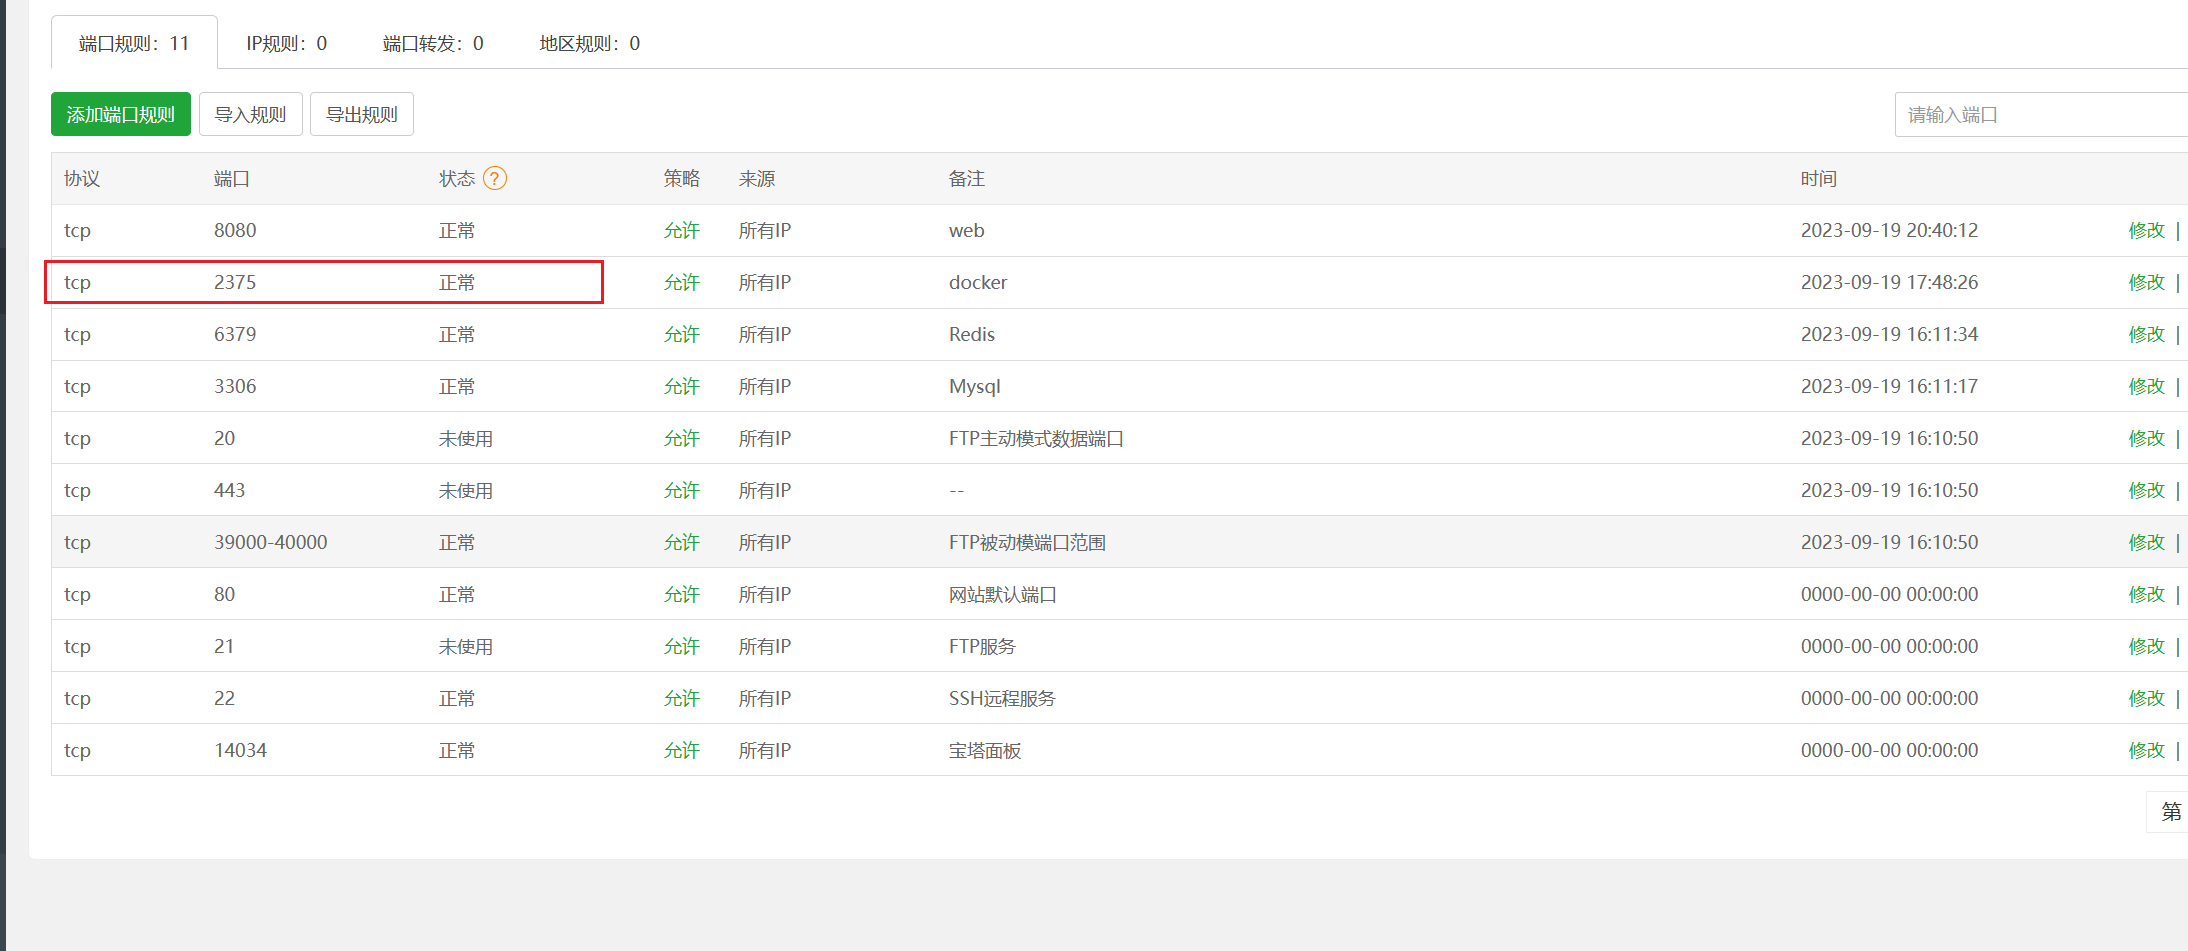 端口规则：11 IP规则：0 端口转发：0 地区规则：0
添加端口规则 导入规则 导出规则 请输入端口
协议 端口 状态 ? 策略 来源 备注 时间
tcp 8080 正常 允许 所有IP web 2023-09-19 20:40:12 修改 |
tcp 2375 正常 允许 所有IP docker 2023-09-19 17:48:26 修改 |
tcp 6379 正常 允许 所有IP Redis 2023-09-19 16:11:34 修改 |
tcp 3306 正常 允许 所有IP Mysql 2023-09-19 16:11:17 修改 |
tcp 20 未使用 允许 所有IP FTP主动模式数据端口 2023-09-19 16:10:50 修改 |
tcp 443 未使用 允许 所有IP -- 2023-09-19 16:10:50 修改 |
tcp 39000-40000 正常 允许 所有IP FTP被动模端口范围 2023-09-19 16:10:50 修改 |
tcp 80 正常 允许 所有IP 网站默认端口 0000-00-00 00:00:00 修改 |
tcp 21 未使用 允许 所有IP FTP服务 0000-00-00 00:00:00 修改 |
tcp 22 正常 允许 所有IP SSH远程服务 0000-00-00 00:00:00 修改 |
tcp 14034 正常 允许 所有IP 宝塔面板 0000-00-00 00:00:00 修改 |
第